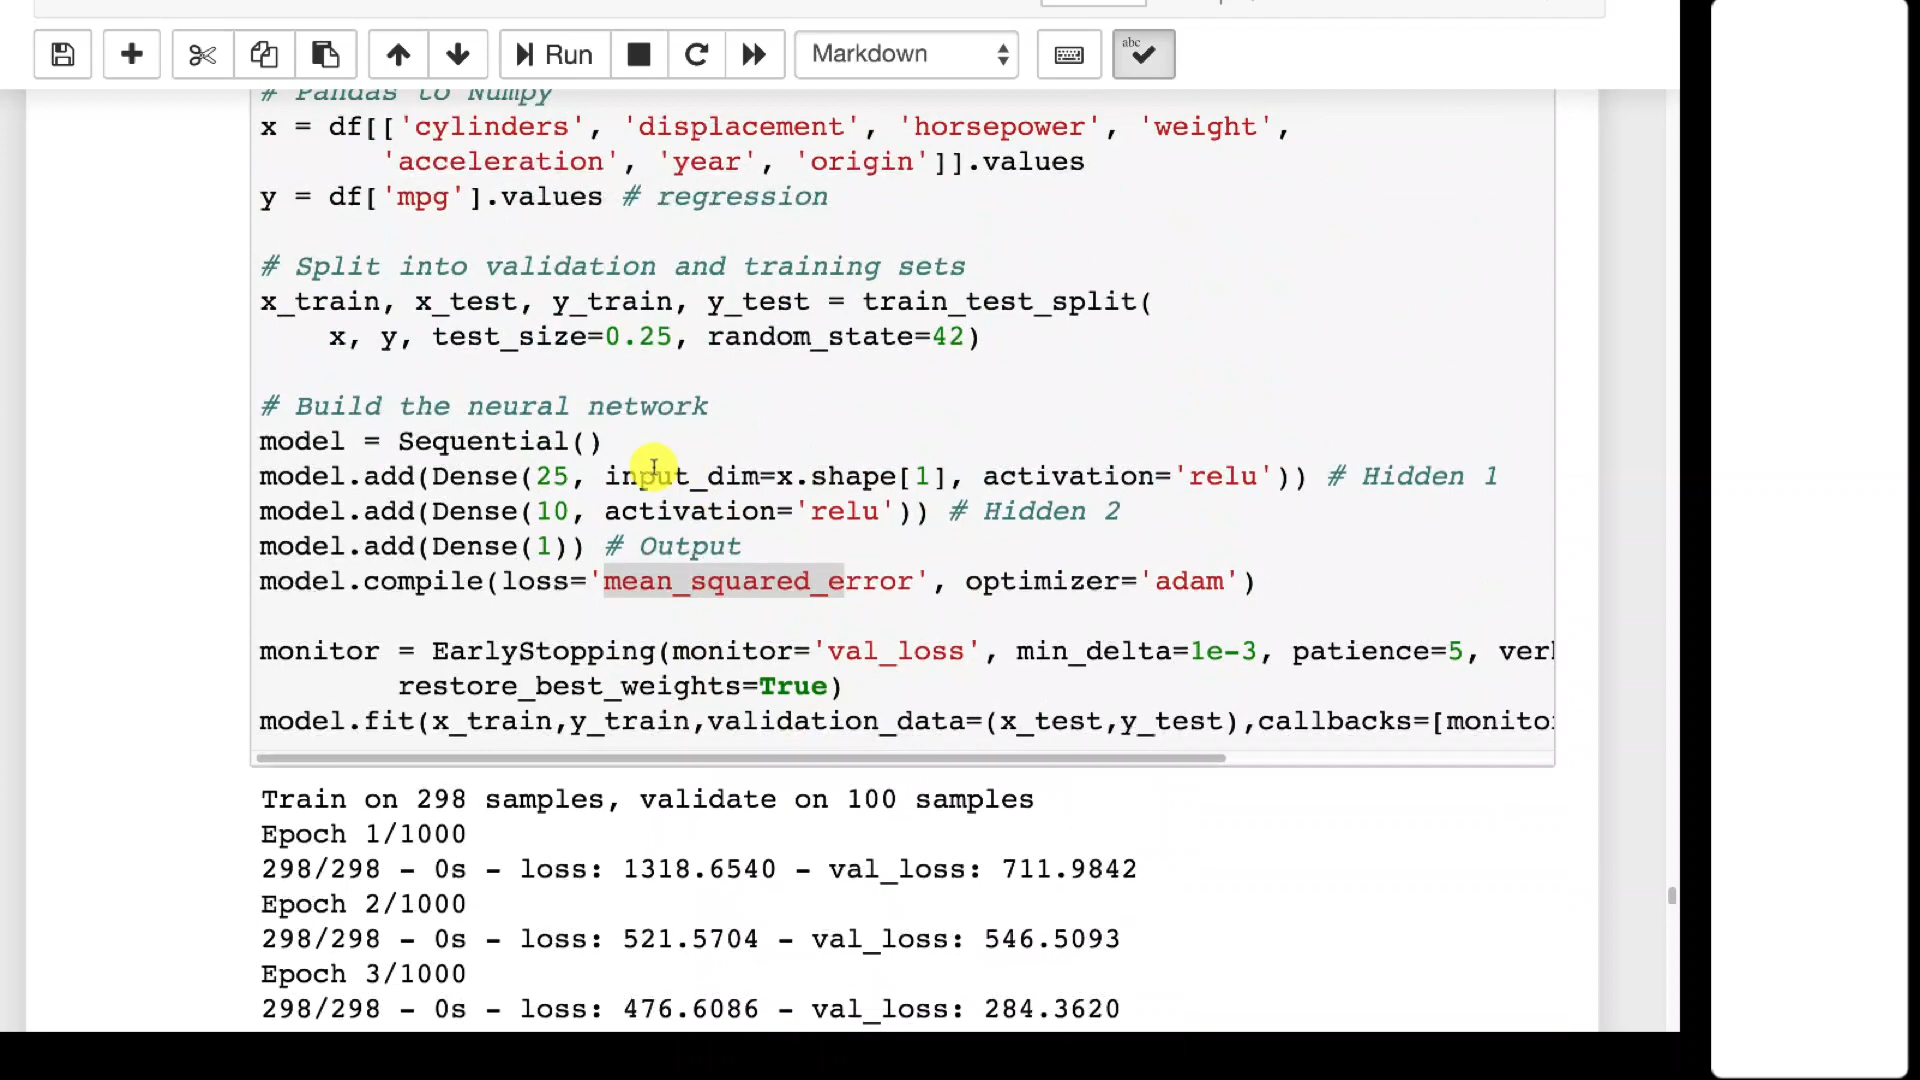 Run
Markdown
abc
# Pandas to Numpy
x = df[['cylinders', 'displacement', 'horsepower', 'weight',
'acceleration', 'year', 'origin']].values
y = df['mpg'].values # regression
# Split into validation and training sets
x_train, x_test, y_train, y_test = train_test_split(
x, y, test_size=0.25, random_state=42)
# Build the neural network
model = Sequential()
model.add(Dense(25, input_dim=x.shape[1], activation='relu')) # Hidden 1
model.add(Dense(10, activation='relu')) # Hidden 2
model.add(Dense(1)) # Output
model.compile(loss='mean_squared_error', optimizer='adam')
monitor = EarlyStopping(monitor='val_loss', min_delta=1e-3, patience=5,
restore_best_weights=True)
model.fit(x_train,y_train,validation_data=(x_test,y_test),callbacks=[monito
Train on 298 samples, validate on 100 samples
Epoch 1/1000
298/298 - 0s - loss: 1318.6540 - val_loss: 711.9842
Epoch 2/1000
298/298 - 0s - loss: 521.5704 - val_loss: 546.5093
Epoch 3/1000
298/298 - 0s - loss: 476.6086 - val_loss: 284.3620